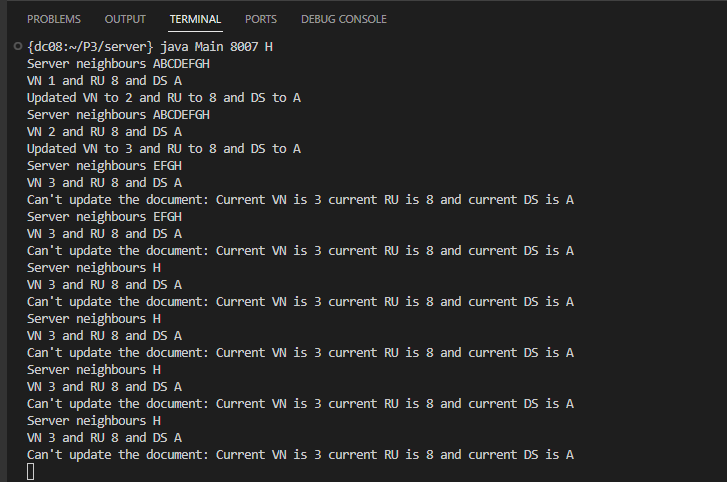 PROBLEMS OUTPUT TERMINAL PORTS DEBUG CONSOLE
{dc08:~/P3/server} java Main 8007 H
Server neighbours ABCDEFGH
VN 1 and RU 8 and DS A
Updated VN to 2 and RU to 8 and DS to A
Server neighbours ABCDEFGH
VN 2 and RU 8 and DS A
Updated VN to 3 and RU to 8 and DS to A
Server neighbours EFGH
VN 3 and RU 8 and DS A
Can't update the document: Current VN is 3 current RU is 8 and current DS is A
Server neighbours EFGH
VN 3 and RU 8 and DS A
Can't update the document: Current VN is 3 current RU is 8 and current DS is A
Server neighbours H
VN 3 and RU 8 and DS A
Can't update the document: Current VN is 3 current RU is 8 and current DS is A
Server neighbours H
VN 3 and RU 8 and DS A
Can't update the document: Current VN is 3 current RU is 8 and current DS is A
Server neighbours H
VN 3 and RU 8 and DS A
Can't update the document: Current VN is 3 current RU is 8 and current DS is A
Server neighbours H
VN 3 and RU 8 and DS A
Can't update the document: Current VN is 3 current RU is 8 and current DS is A